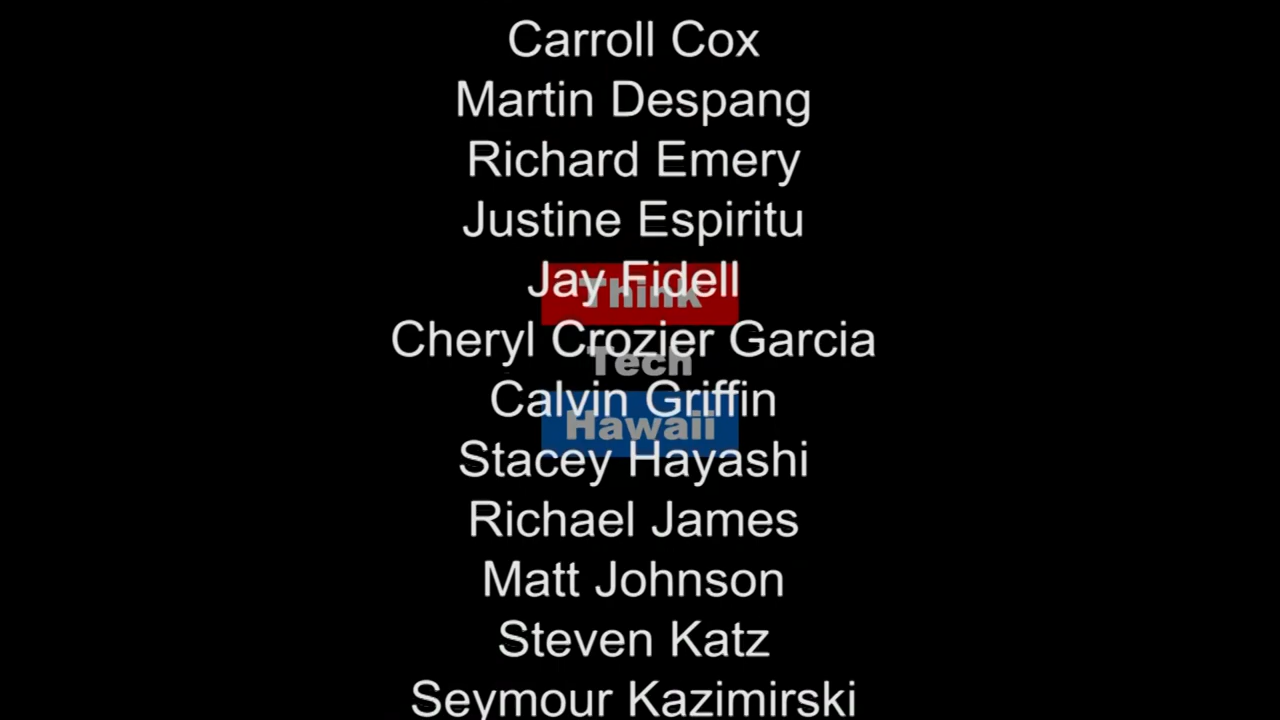 Carroll Cox
Martin Despang
Richard Emery
Justine Espiritu
Jay Fidell
Think
Cheryl Crozier Garcia
Tech
Calvin Griffin
Hawaii
Stacey Hayashi
Richael James
Matt Johnson
Steven Katz
Seymour Kazimirski